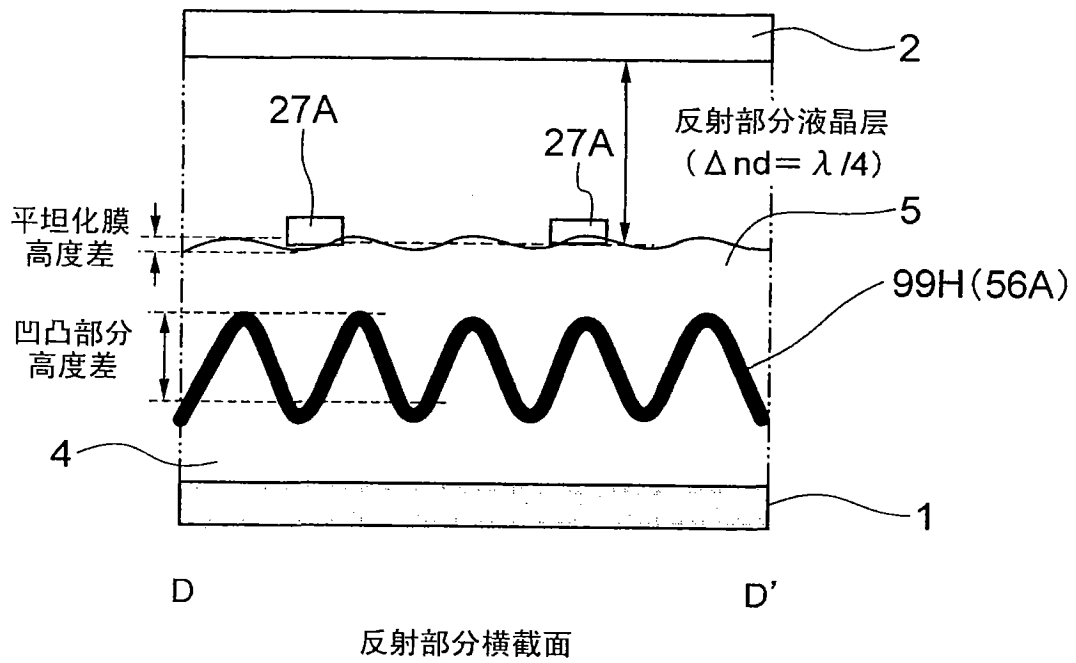 2
27A
27A
反射部分液晶层
(Δnd=λ/4)
平坦化膜
高度差
5
99H(56A)
凹凸部分
高度差
4
1
D
D'
反射部分横截面